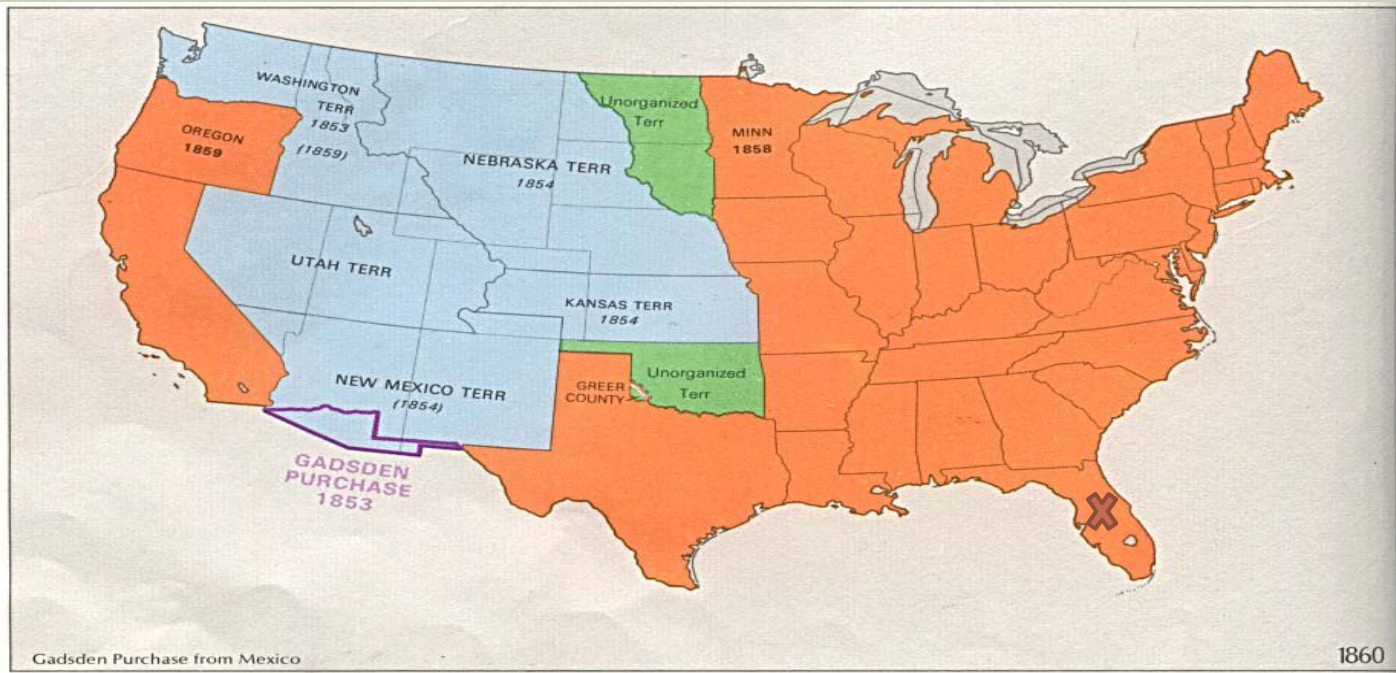 WASHINGTON
TERR
1853
(1859)
OREGON
1859
NEBRASKA TERR
1854
Unorganized
Terr
MINN
1858
UTAH TERR
KANSAS TERR
1854
NEW MEXICO TERR
(1854)
GREER
COUNTY
Unorganized
Terr
GADSDEN
PURCHASE
1853
X
Gadsden Purchase from Mexico
1860